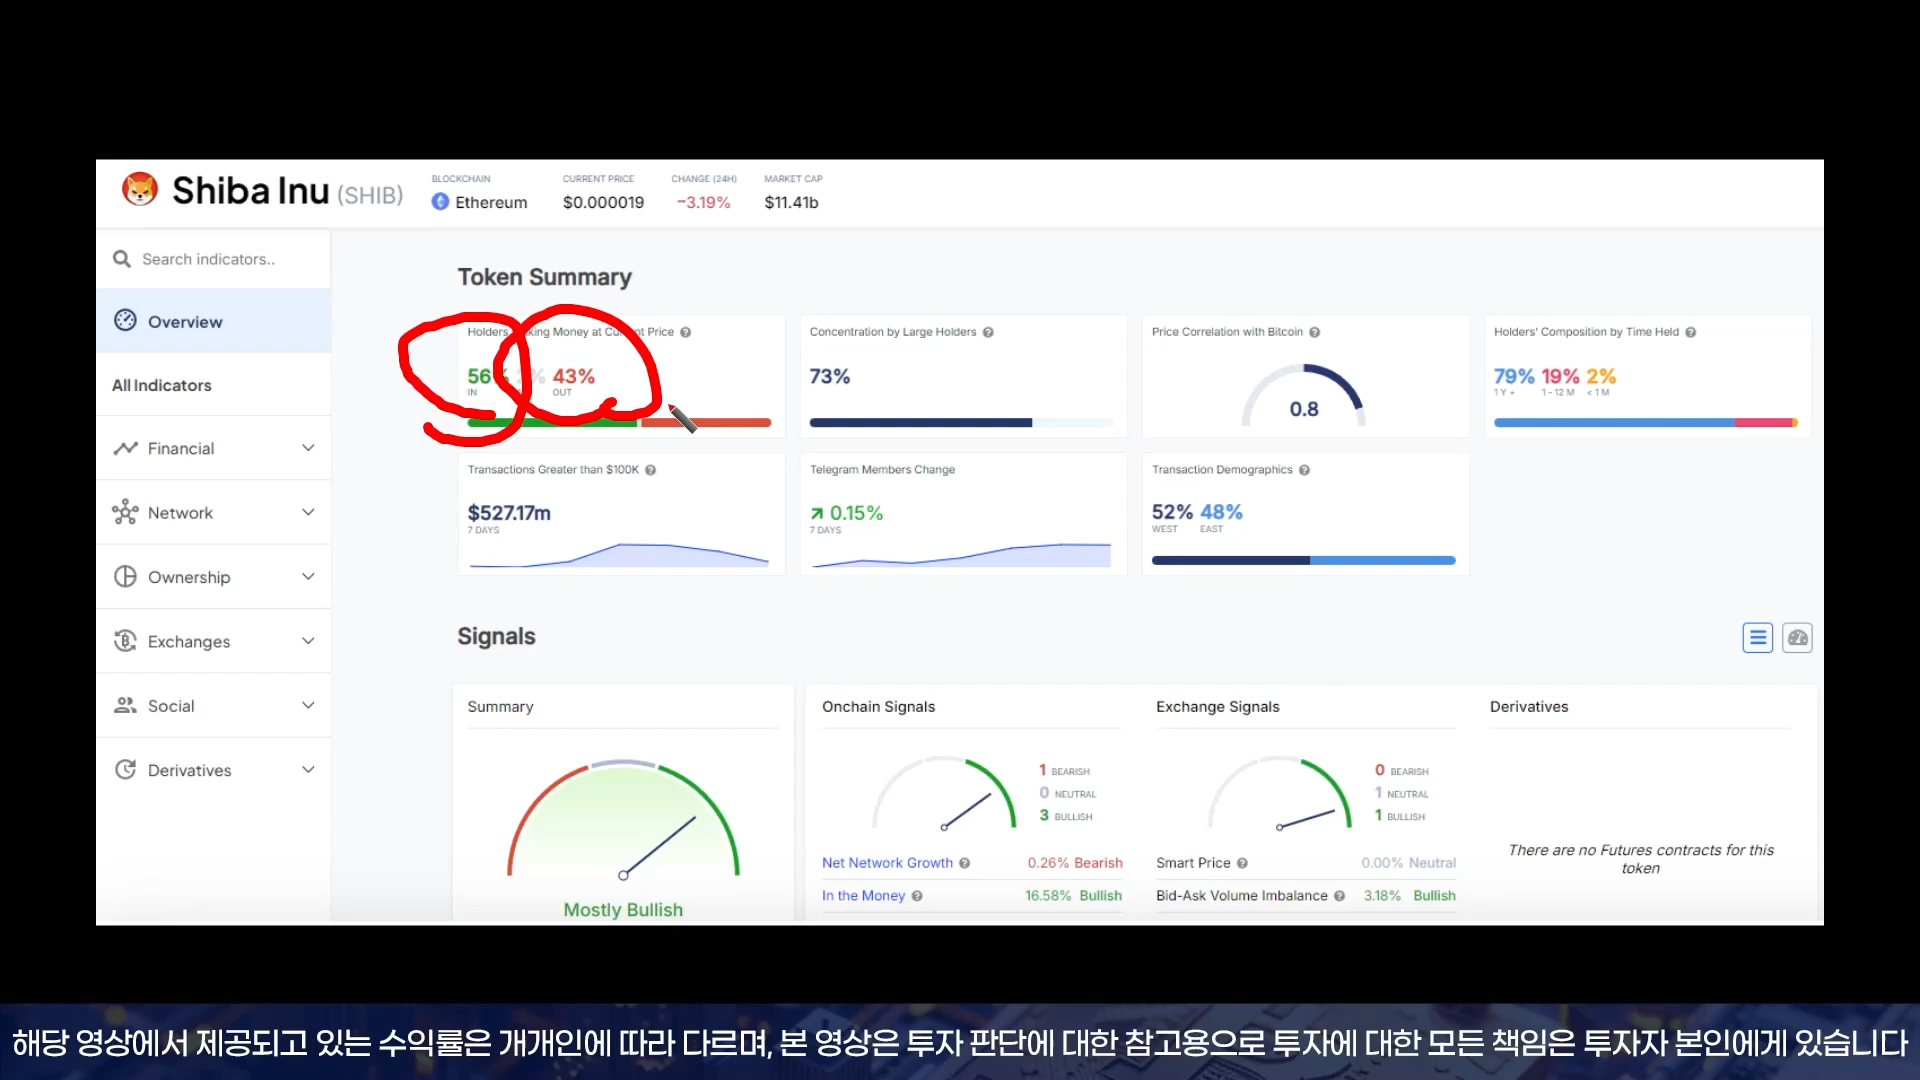 Shiba Inu (SHIB)
BLOCKCHAIN
Ethereum
CURRENT PRICE
$0.000019
CHANGE (24H)
−3.19%
MARKET CAP
$11.41b
Search indicators..
Overview
All Indicators
Financial
Network
Ownership
Exchanges
Social
Derivatives
Token Summary
Holders Money at Price
56 43%
IN OUT
Concentration by Large Holders
73%
Price Correlation with Bitcoin
0.8
Holders' Composition by Time Held
79% 19% 2%
1 Y + 1 - 12 M < 1 M
Transactions Greater than $100K
$527.17m
7 DAYS
Telegram Members Change
0.15%
7 DAYS
Transaction Demographics
52% 48%
WEST EAST
Signals
Summary
Mostly Bullish
Onchain Signals
1 BEARISH
0 NEUTRAL
3 BULLISH
Net Network Growth 0.26% Bearish
In the Money 16.58% Bullish
Exchange Signals
0 BEARISH
1 NEUTRAL
1 BULLISH
Smart Price 0.00% Neutral
Bid-Ask Volume Imbalance 3.18% Bullish
Derivatives
There are no Futures contracts for this
token
해당 영상에서 제공되고 있는 수익률은 개개인에 따라 다르며, 본 영상은 투자 판단에 대한 참고용으로 투자에 대한 모든 책임은 투자자 본인에게 있습니다